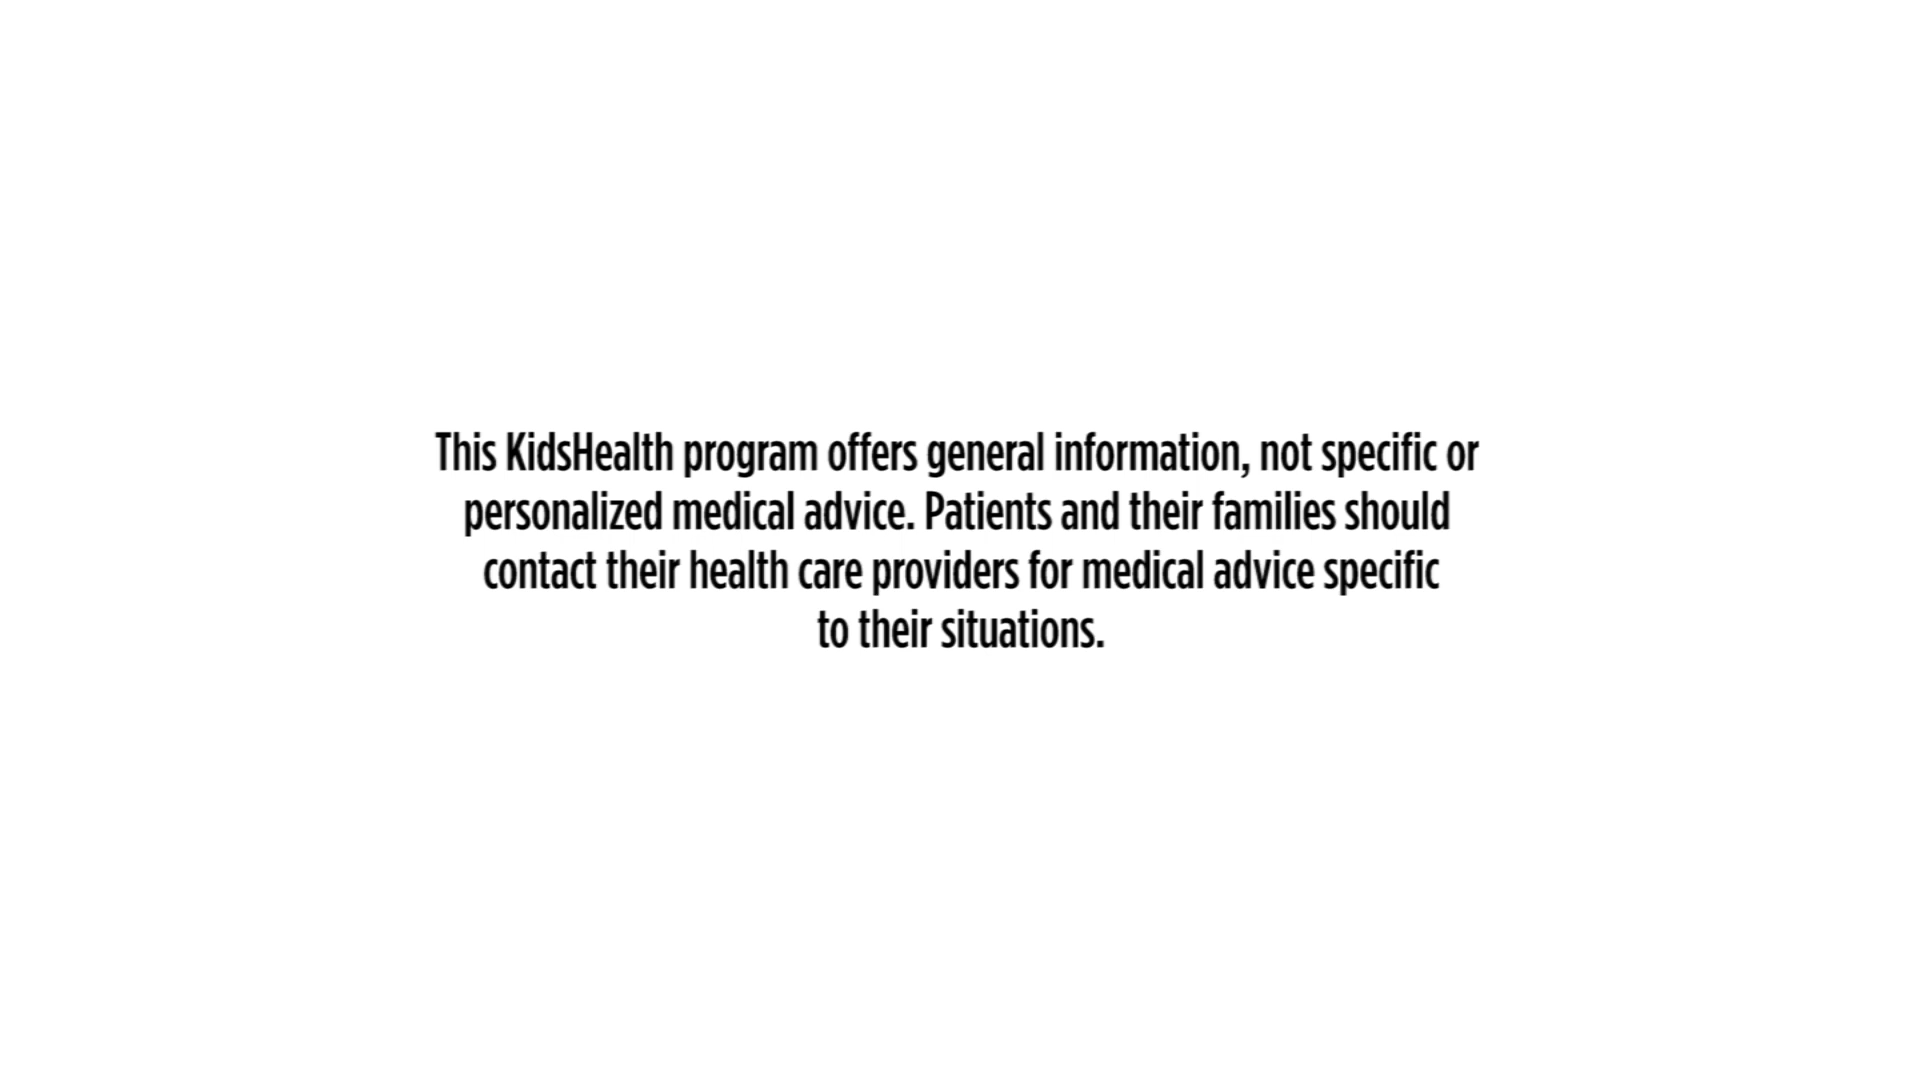 This KidsHealth program offers general information, not specific or
personalized medical advice. Patients and their families should
contact their health care providers for medical advice specific
to their situations.